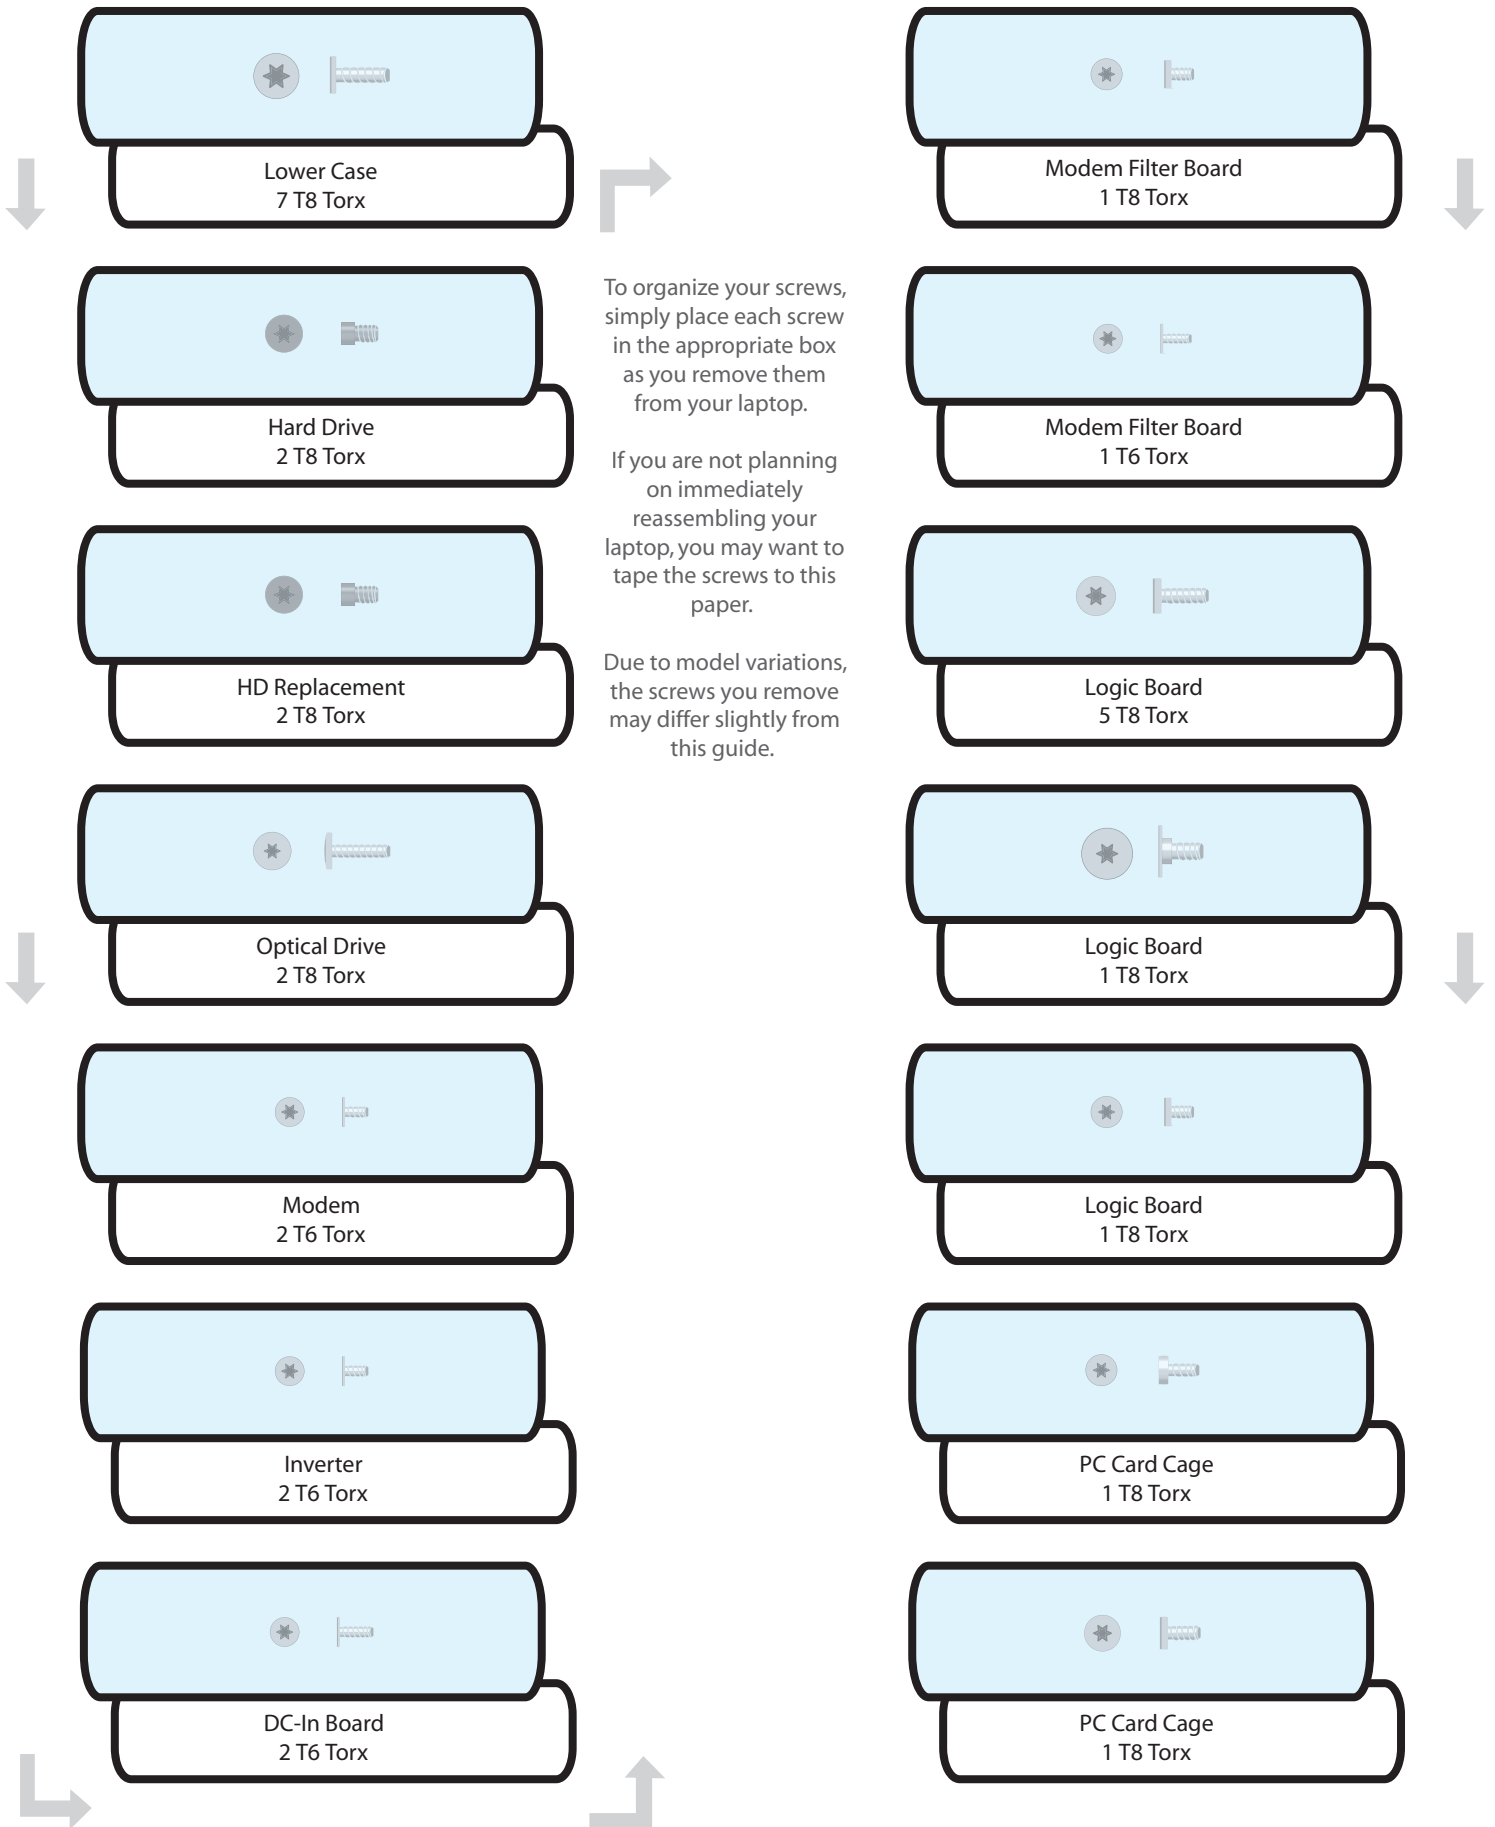 Lower Case
7 T8 Torx
Hard Drive
2 T8 Torx
HD Replacement
2 T8 Torx
Optical Drive
2 T8 Torx
Modem
2 T6 Torx
Inverter
2 T6 Torx
DC-In Board
2 T6 Torx
To organize your screws,
simply place each screw
in the appropriate box
as you remove them
from your laptop.
If you are not planning
on immediately
reassembling your
laptop, you may want to
tape the screws to this
paper.
Due to model variations,
the screws you remove
may differ slightly from
this guide.
Modem Filter Board
1 T8 Torx
Modem Filter Board
1 T6 Torx
Logic Board
5 T8 Torx
Logic Board
1 T8 Torx
Logic Board
1 T8 Torx
PC Card Cage
1 T8 Torx
PC Card Cage
1 T8 Torx